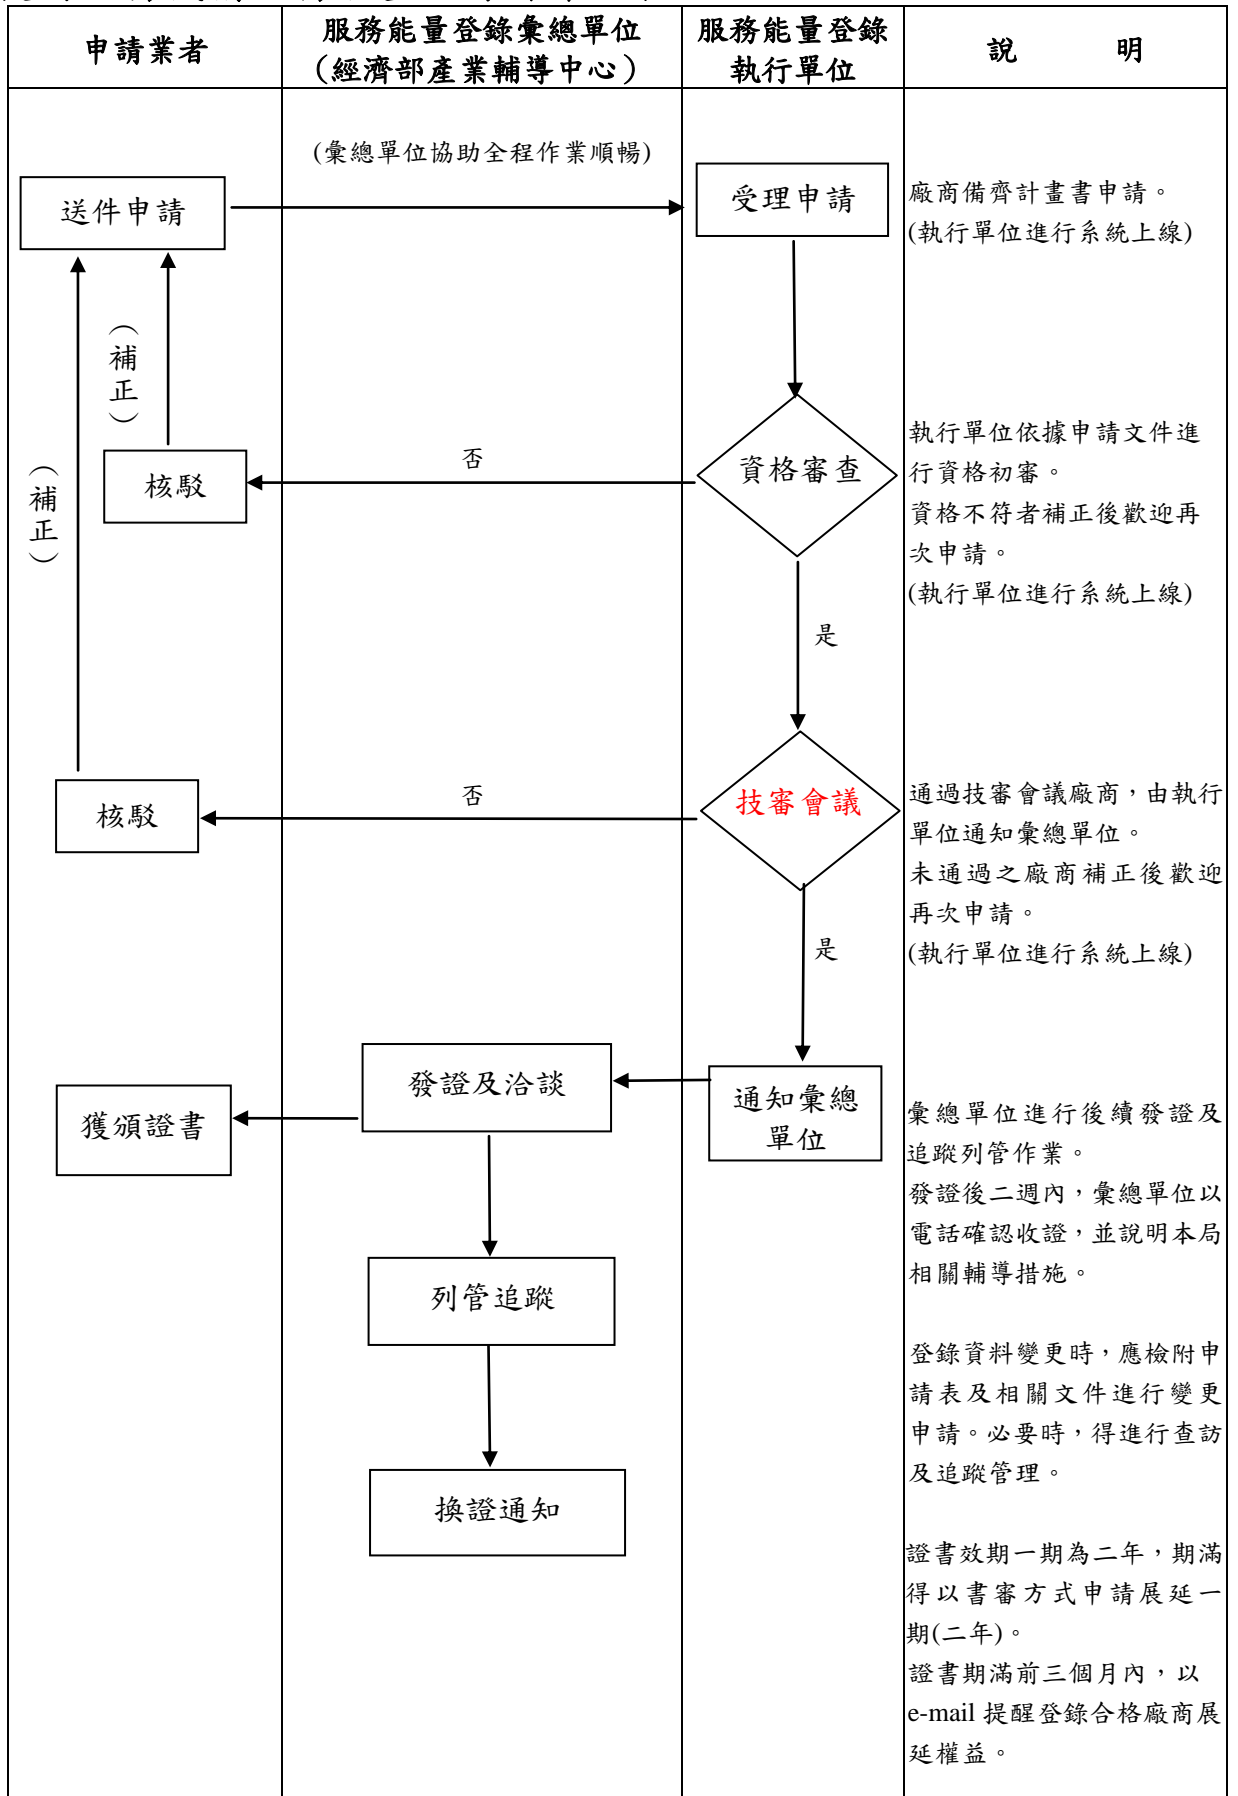 申請業者
服務能量登錄彙總單位
(經濟部產業輔導中心)
服務能量登錄
執行單位
說 明
(彙總單位協助全程作業順暢)
送件申請
受理申請
廠商備齊計畫書申請。
(執行單位進行系統上線)
(補正)
(補正)
核駁
否
資格審查
執行單位依據申請文件進
行資格初審。
資格不符者補正後歡迎再
次申請。
(執行單位進行系統上線)
是
核駁
否
技審會議
通過技審會議廠商，由執行
單位通知彙總單位。
未通過之廠商補正後歡迎
再次申請。
(執行單位進行系統上線)
是
獲頒證書
發證及洽談
通知彙總
單位
彙總單位進行後續發證及
追蹤列管作業。
發證後二週內，彙總單位以
電話確認收證，並說明本局
相關輔導措施。
列管追蹤
登錄資料變更時，應檢附申
請表及相關文件進行變更
申請。必要時，得進行查訪
及追蹤管理。
換證通知
證書效期一期為二年，期滿
得以書審方式申請展延一
期(二年)。
證書期滿前三個月內，以
e-mail 提醒登錄合格廠商展
延權益。